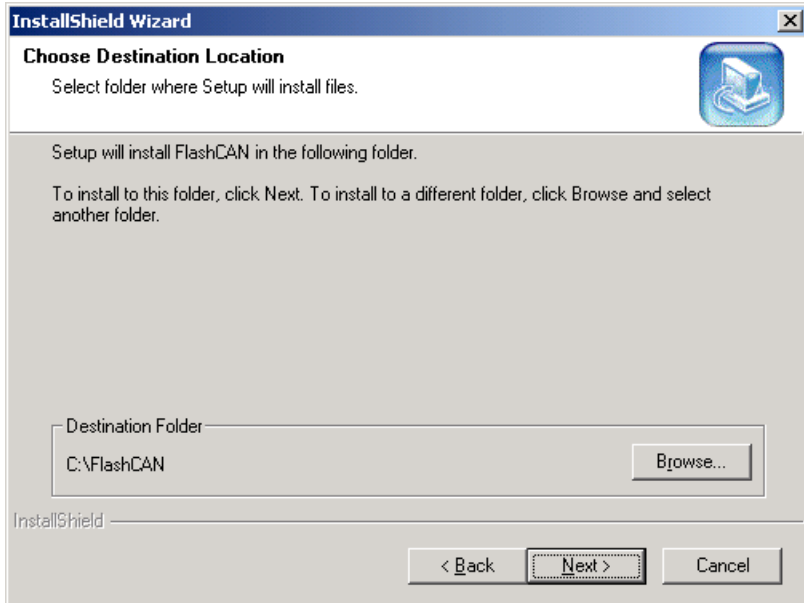 InstallShield Wizard
Choose Destination Location
Select folder where Setup will install files.
Setup will install FlashCAN in the following folder.
To install to this folder, click Next. To install to a different folder, click Browse and select
another folder.
Destination Folder
C:\FlashCAN
Browse...
InstallShield
< Back
Next >
Cancel